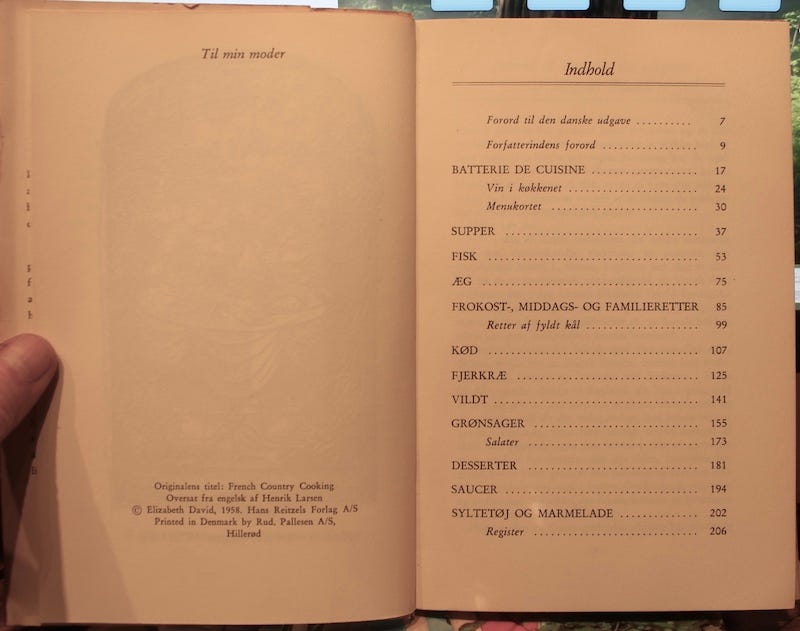 Til min moder
Originalens titel: French Country Cooking
Oversat fra engelsk af Henrik Larsen
© Elizabeth David, 1958. Hans Reitzels Forlag A/S
Printed in Denmark by Rud. Pallesen A/S,
Hillerød
Indhold
Forord til den danske udgave .......... 7
Forfatterindens forord .............. 9
BATTERIE DE CUISINE ................ 17
Vin i køkkenet .................... 24
Menukortet ...................... 30
SUPPER ............................. 37
FISK ................................ 53
ÆG ................................. 75
FROKOST-, MIDDAGS- OG FAMILIERETTER 85
Retter af fyldt kål ................. 99
KØD ................................ 107
FJERKRÆ ........................... 125
VILDT .............................. 141
GRØNSAGER ........................ 155
Salater .......................... 173
DESSERTER .......................... 181
SAUCER ............................. 194
SYLTETØJ OG MARMELADE ............ 202
Register ........................ 206